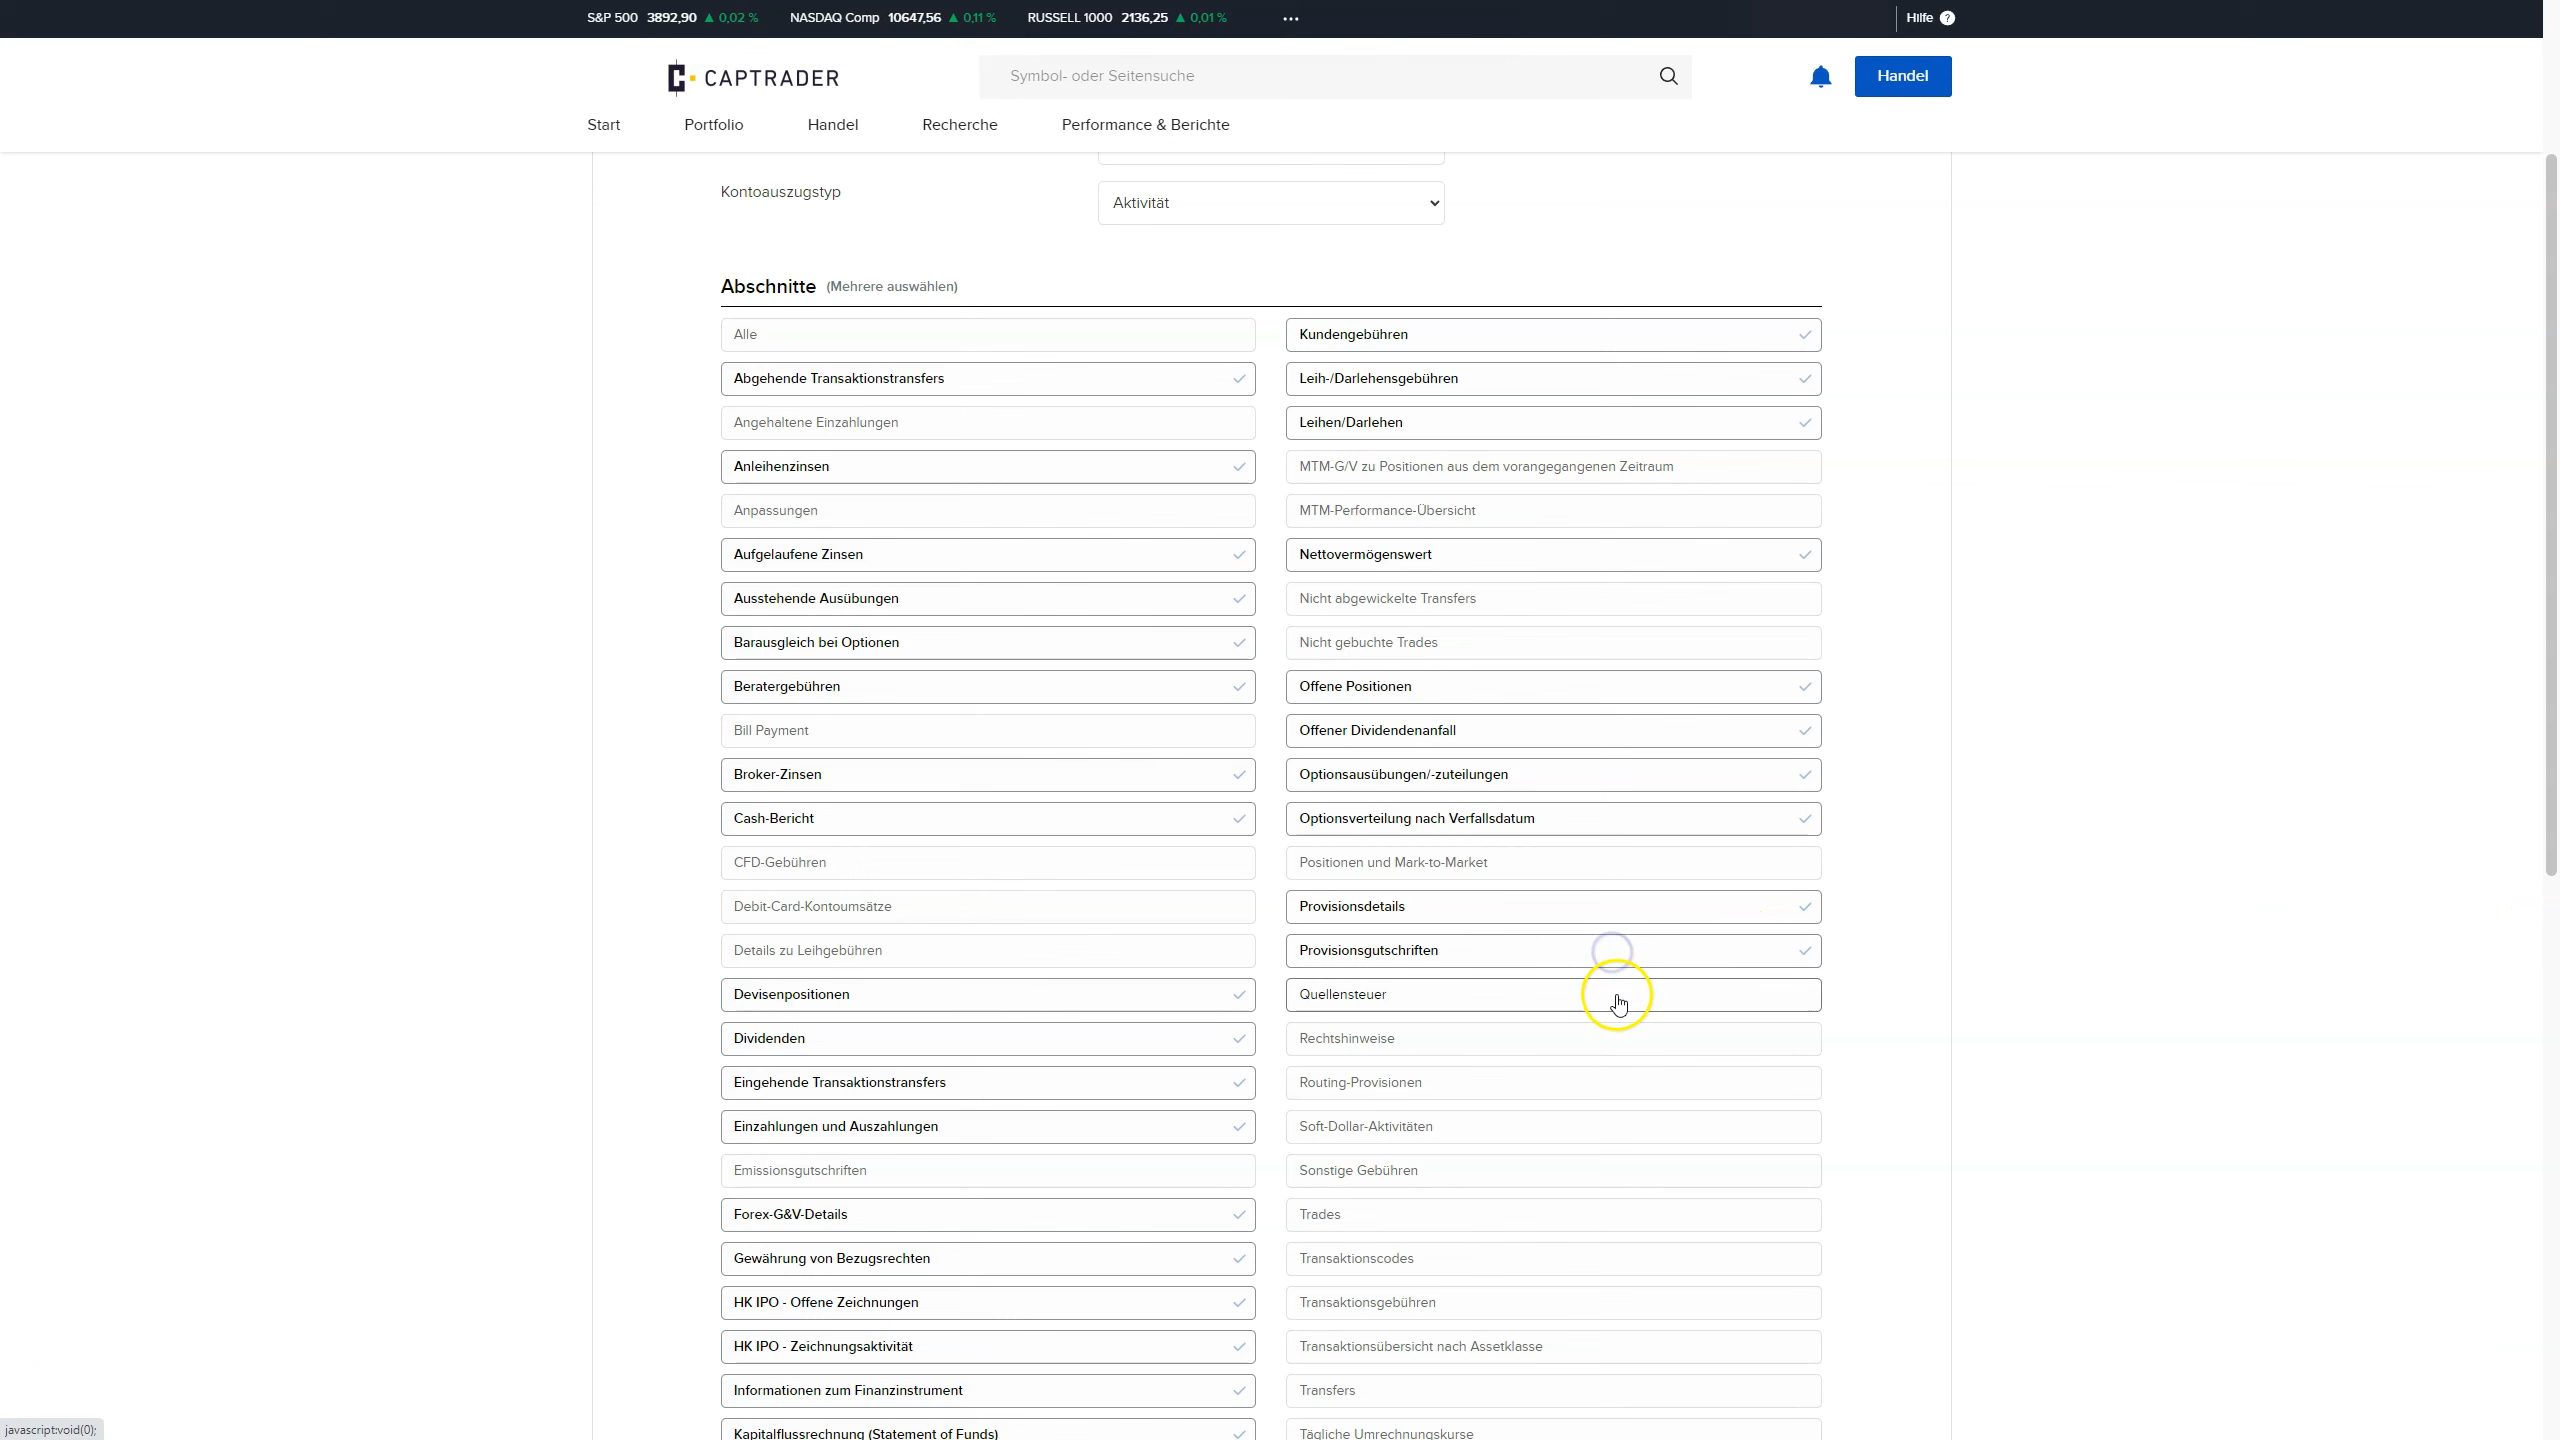 S&P 500 3892,90 ▲ 0,02 % NASDAQ Comp 10647,56 ▲ 0,11 % RUSSELL 1000 2136,25 ▲ 0,01 % ... Hilfe ?
CAPTRADER Symbol- oder Seitensuche Handel
Start Portfolio Handel Recherche Performance & Berichte
Kontoauszugstyp Aktivität
Abschnitte (Mehrere auswählen)
Alle
Abgehende Transaktionstransfers
Angehaltene Einzahlungen
Anleihenzinsen
Anpassungen
Aufgelaufene Zinsen
Ausstehende Ausübungen
Barausgleich bei Optionen
Beratergebühren
Bill Payment
Broker-Zinsen
Cash-Bericht
CFD-Gebühren
Debit-Card-Kontoumsätze
Details zu Leihgebühren
Devisenpositionen
Dividenden
Eingehende Transaktionstransfers
Einzahlungen und Auszahlungen
Emissionsgutschriften
Forex-G&V-Details
Gewährung von Bezugsrechten
HK IPO - Offene Zeichnungen
HK IPO - Zeichnungsaktivität
Informationen zum Finanzinstrument
Kapitalflussrechnung (Statement of Funds)
Kundengebühren
Leih-/Darlehensgebühren
Leihen/Darlehen
MTM-G/V zu Positionen aus dem vorangegangenen Zeitraum
MTM-Performance-Übersicht
Nettovermögenswert
Nicht abgewickelte Transfers
Nicht gebuchte Trades
Offene Positionen
Offener Dividendenanfall
Optionsausübungen/-zuteilungen
Optionsverteilung nach Verfallsdatum
Positionen und Mark-to-Market
Provisionsdetails
Provisionsgutschriften
Quellensteuer
Rechtshinweise
Routing-Provisionen
Soft-Dollar-Aktivitäten
Sonstige Gebühren
Trades
Transaktionscodes
Transaktionsgebühren
Transaktionsübersicht nach Assetklasse
Transfers
Tägliche Umrechnungskurse
javascript:void(0);